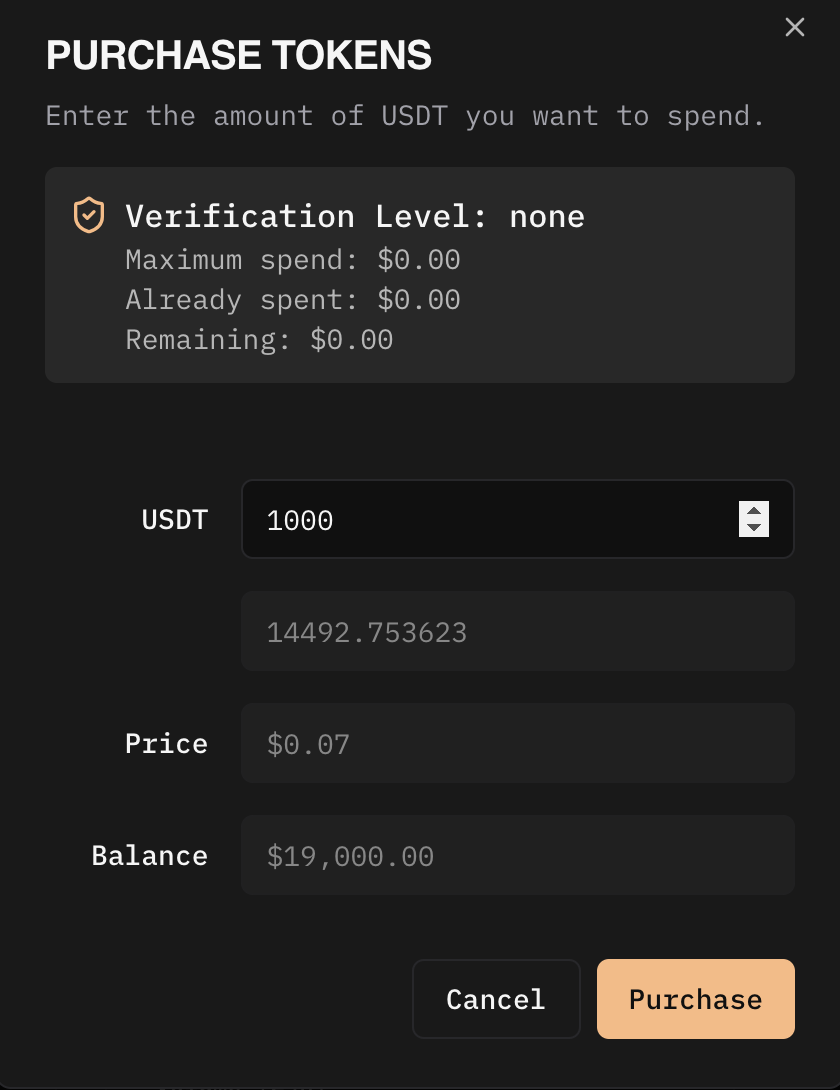 PURCHASE TOKENS
Enter the amount of USDT you want to spend.
Verification Level: none
Maximum spend: $0.00
Already spent: $0.00
Remaining: $0.00
USDT 1000
14492.753623
Price $0.07
Balance $19,000.00
Cancel Purchase